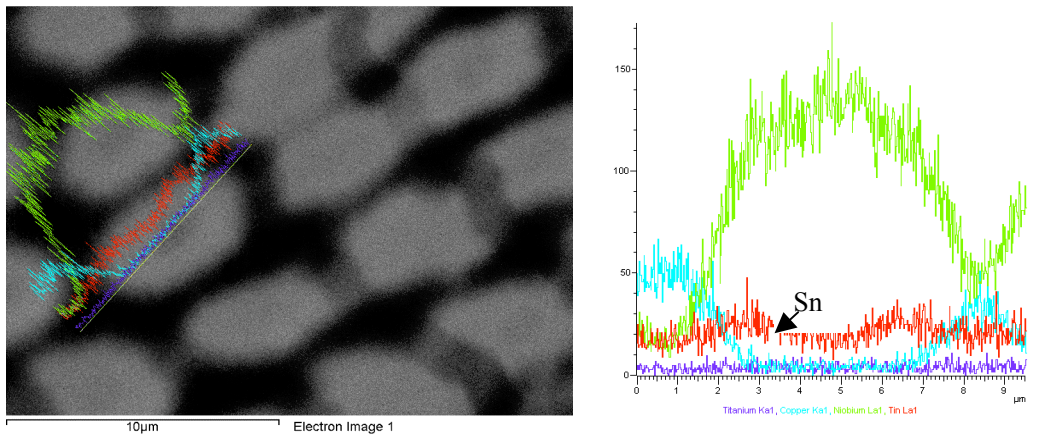 10µm
Electron Image 1
150
100
50
0
Sn
0 1 2 3 4 5 6 7 8 9
µm
Titanium Ka1, Copper Ka1, Niobium La1, Tin La1